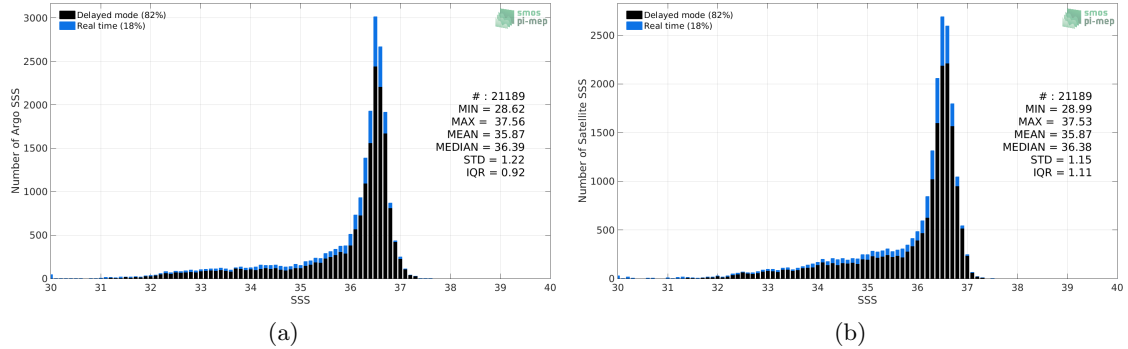 Delayed mode (82%)
Real time (18%)
smos
pi-mep
Number of Argo SSS
3000
2500
2000
1500
1000
500
0
# : 21189
MIN = 28.62
MAX = 37.56
MEAN = 35.87
MEDIAN = 36.39
STD = 1.22
IQR = 0.92
30 31 32 33 34 35 36 37 38 39 40
SSS
(a)
Delayed mode (82%)
Real time (18%)
smos
pi-mep
Number of Satellite SSS
2500
2000
1500
1000
500
0
# : 21189
MIN = 28.99
MAX = 37.53
MEAN = 35.87
MEDIAN = 36.38
STD = 1.15
IQR = 1.11
30 31 32 33 34 35 36 37 38 39 40
SSS
(b)